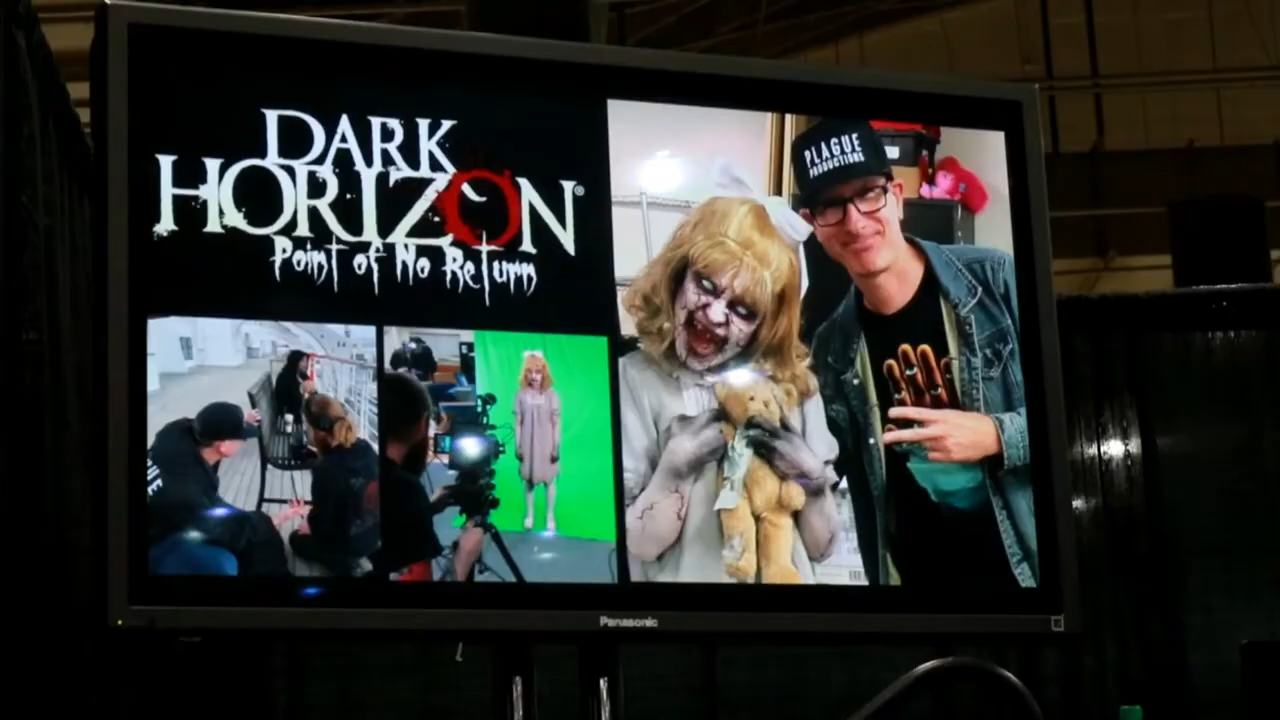 DARK
HORIZON®
Point of No Return
PLAGUE
PRODUCTIONS
Panasonic